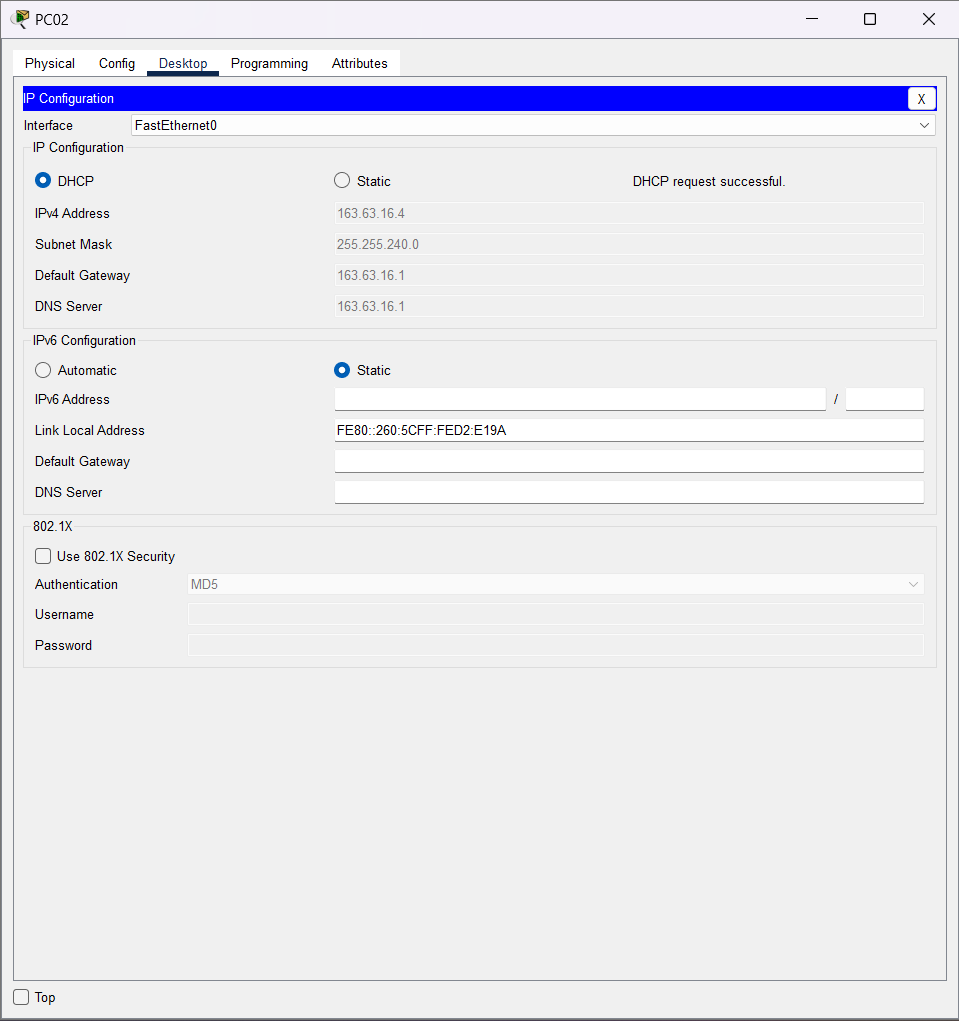 PC02
Physical Config Desktop Programming Attributes
IP Configuration X
Interface FastEthernet0
IP Configuration
DHCP Static DHCP request successful.
IPv4 Address 163.63.16.4
Subnet Mask 255.255.240.0
Default Gateway 163.63.16.1
DNS Server 163.63.16.1
IPv6 Configuration
Automatic Static
IPv6 Address /
Link Local Address FE80::260:5CFF:FED2:E19A
Default Gateway
DNS Server
802.1X
Use 802.1X Security
Authentication MD5
Username
Password
Top